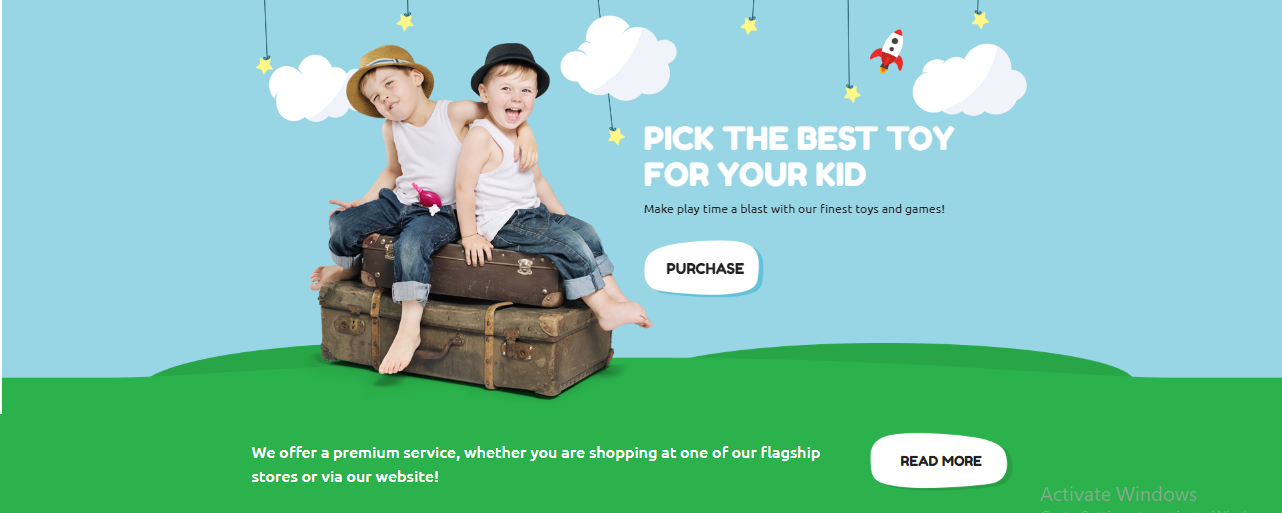 PICK THE BEST TOY
FOR YOUR KID
Make play time a blast with our finest toys and games!
PURCHASE
We offer a premium service, whether you are shopping at one of our flagship
stores or via our website!
READ MORE
Activate Windows